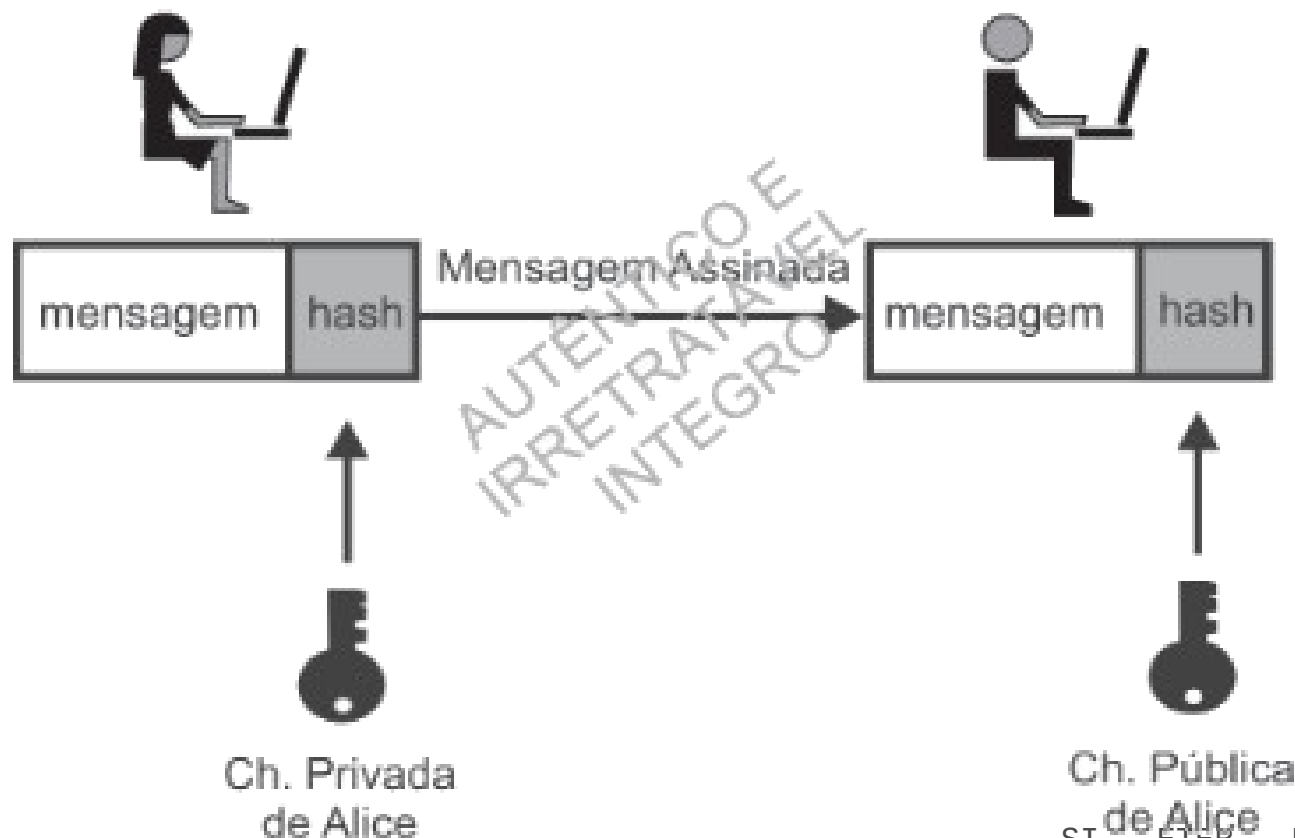 mensagem hash
Mensagem Assinada
mensagem hash
AUTÊNTICO E
IRRETRATÁVEL
INTEGRO
Ch. Privada
de Alice
Ch. Pública
de Alice